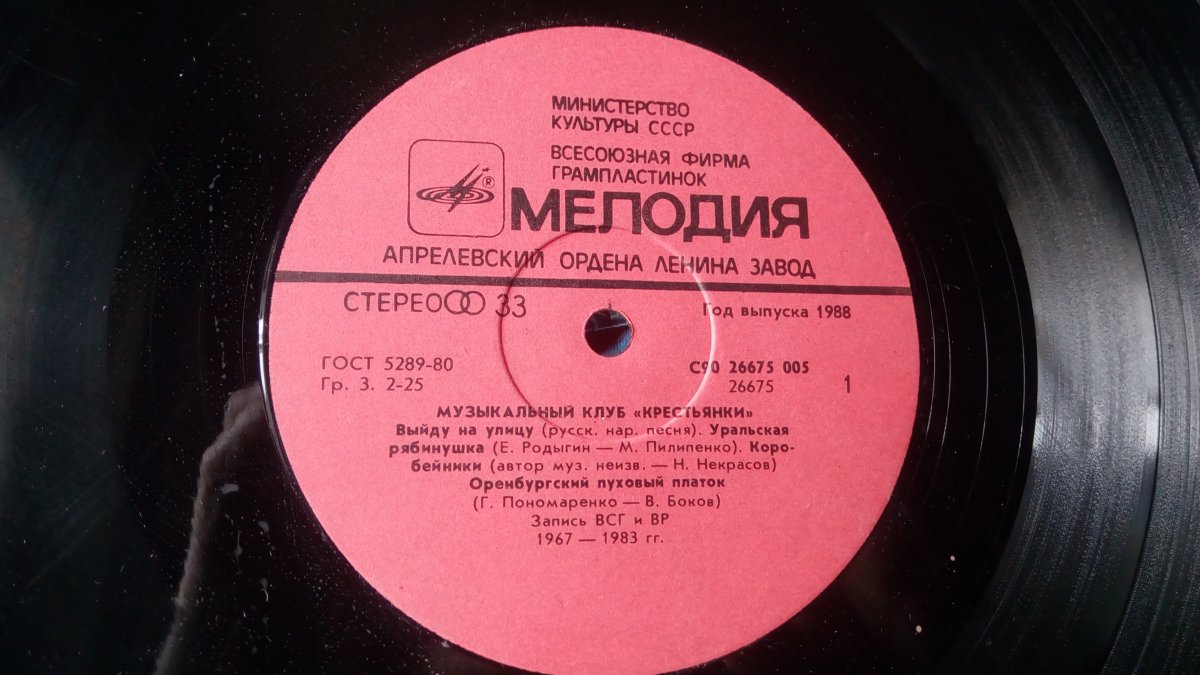 МИНИСТЕРСТВО
КУЛЬТУРЫ СССР
ВСЕСОЮЗНАЯ ФИРМА
ГРАМПЛАСТИНОК
®
МЕЛОДИЯ
АПРЕЛЕВСКИЙ ОРДЕНА ЛЕНИНА ЗАВОД
СТЕРЕО 33
Год выпуска 1988
ГОСТ 5289-80
Гр. 3. 2-25
С90 26675 005
26675
1
МУЗЫКАЛЬНЫЙ КЛУБ «КРЕСТЬЯНКИ»
Выйду на улицу (русск. нар. песня). Уральская
рябинушка (Е. Родыгин — М. Пилипенко). Коро-
бейники (автор муз. неизв. — Н. Некрасов)
Оренбургский пуховый платок
(Г. Пономаренко — В. Боков)
Запись ВСГ и ВР
1967 — 1983 гг.